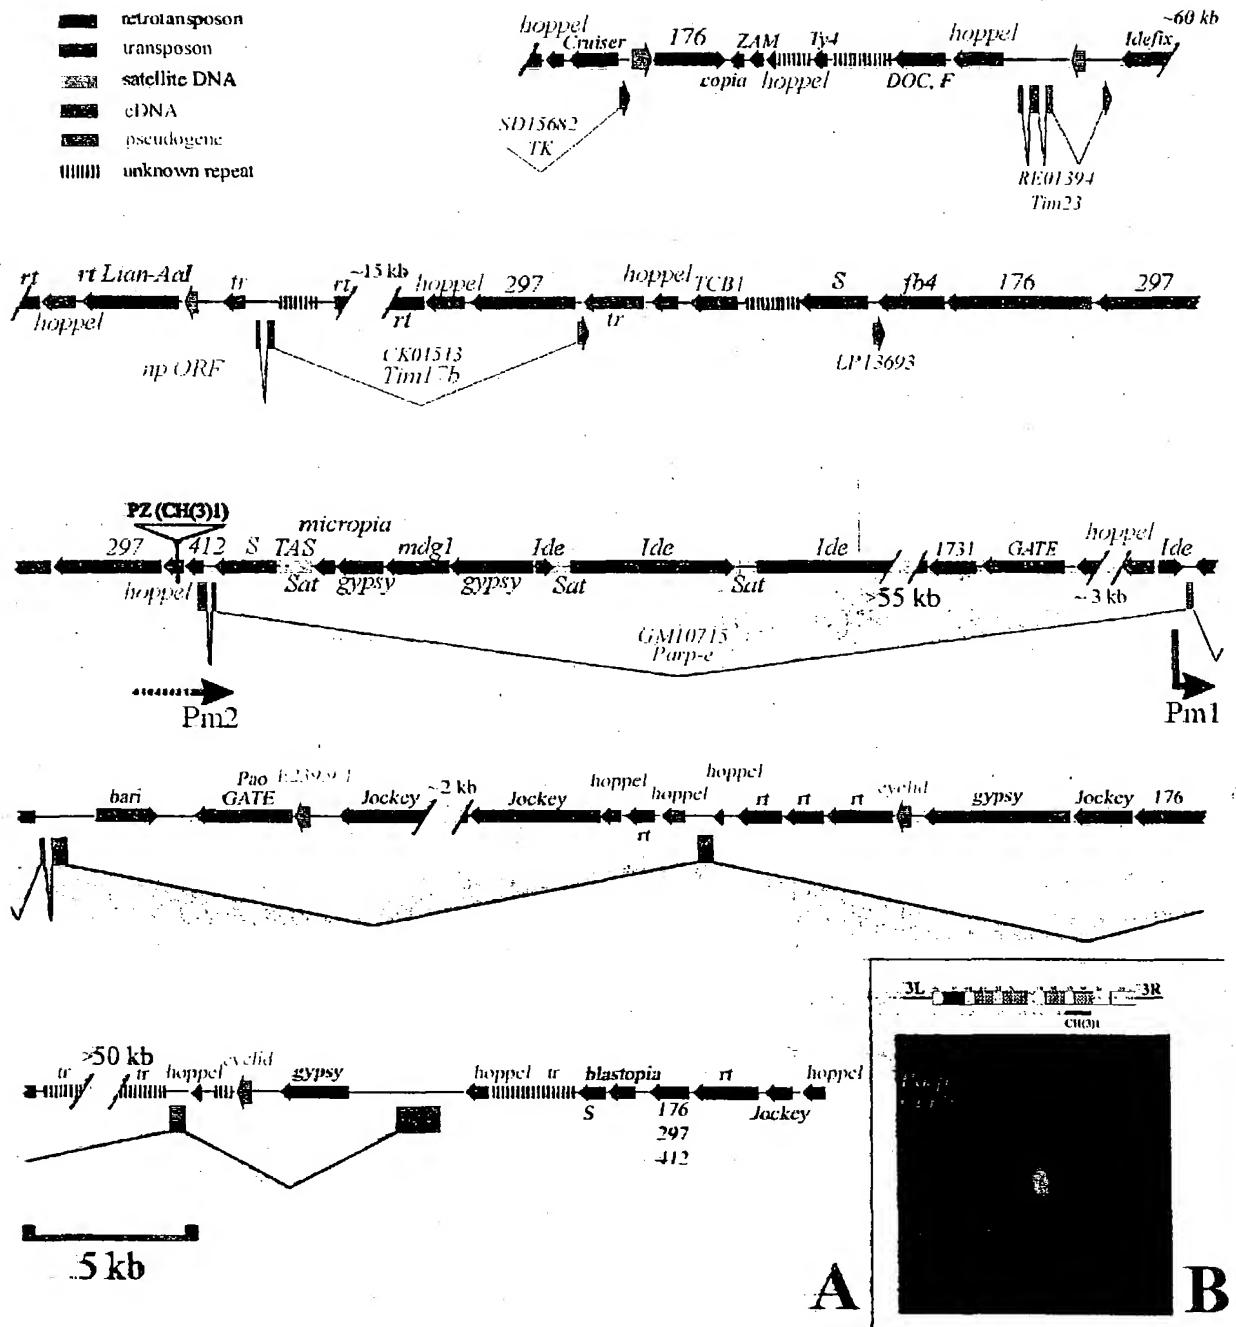 retrotransposon
transposon
satellite DNA
cDNA
pseudogene
unknown repeat
hoppel Cruiser 176 ZAM Ty4 hoppel ~60 kb Idefix
copia hoppel DOC, F
SD15682
TK
RE01394
Tim23
rt rt Lian-Aal tr rt ~15 kb hoppel 297 hoppel TCB1 S fb4 176 297
hoppel rt tr
np ORF
CK01513
Tim17b
LP13693
PZ (CH(3)1)
micropia
297 412 S TAS mdg1 Ide Ide Ide 1731 GATE hoppel Ide
hoppel Sat gypsy gypsy Sat Sat >55 kb ~3 kb
GM10715
Parp-e
Pm2
Pm1
bari Pao GATE Jockey ~2 kb Jockey hoppel hoppel hoppel rt rt rt cyclid gypsy Jockey 176
rt
3L 3R
CH(3)1
tr >50 kb tr hoppel gypsy hoppel tr blastopia rt hoppel
S 176 Jockey
297
412
5 kb
A
B